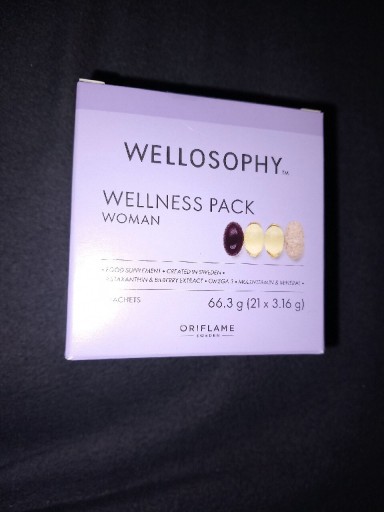 WELLOSOPHY™
WELLNESS PACK
WOMAN
• FOOD SUPPLEMENT • CREATED IN SWEDEN •
ASTAXANTHIN & BILBERRY EXTRACT • OMEGA 3 • MULTIVITAMIN & MINERAL •
SACHETS 66.3 g (21 x 3.16 g)
ORIFLAME
SWEDEN